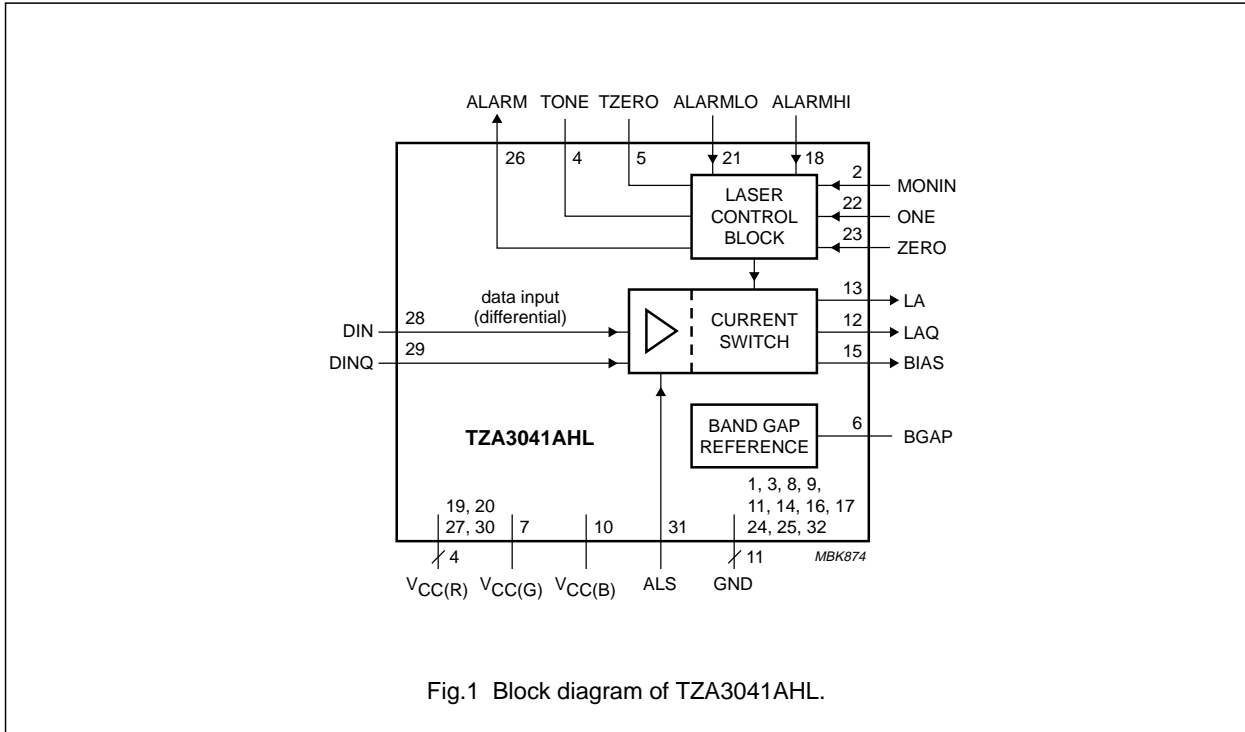 ALARM TONE TZERO ALARMLO ALARMHI
26 4 5 21 18
2 MONIN
LASER
CONTROL
BLOCK
22 ONE
23 ZERO
13 LA
data input
(differential)
DIN 28
CURRENT
SWITCH
12 LAQ
DINQ 29
15 BIAS
TZA3041AHL
BAND GAP
REFERENCE
6 BGAP
19, 20
27, 30
7
10
31
1, 3, 8, 9,
11, 14, 16, 17
24, 25, 32
4
11
MBK874
VCC(R) VCC(G) VCC(B) ALS GND
Fig.1 Block diagram of TZA3041AHL.